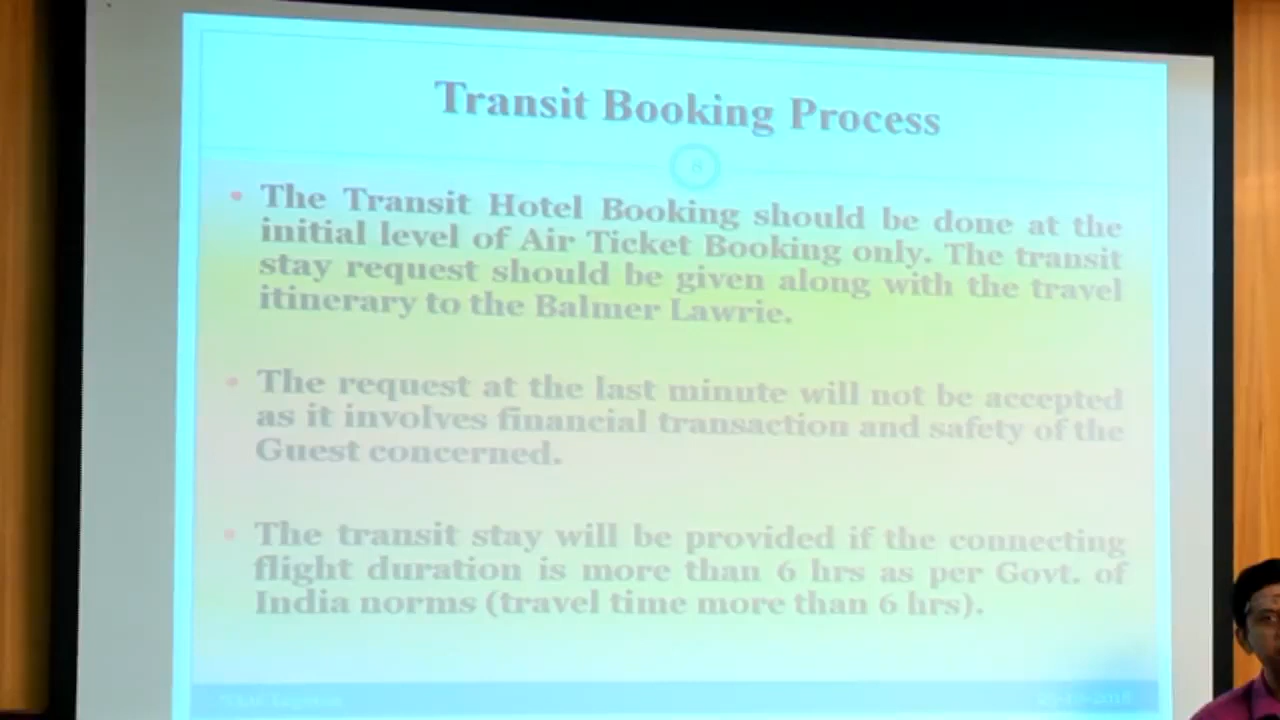 Transit Booking Process
8
• The Transit Hotel Booking should be done at the
initial level of Air Ticket Booking only. The transit
stay request should be given along with the travel
itinerary to the Balmer Lawrie.
• The request at the last minute will not be accepted
as it involves financial transaction and safety of the
Guest concerned.
• The transit stay will be provided if the connecting
flight duration is more than 6 hrs as per Govt. of
India norms (travel time more than 6 hrs).